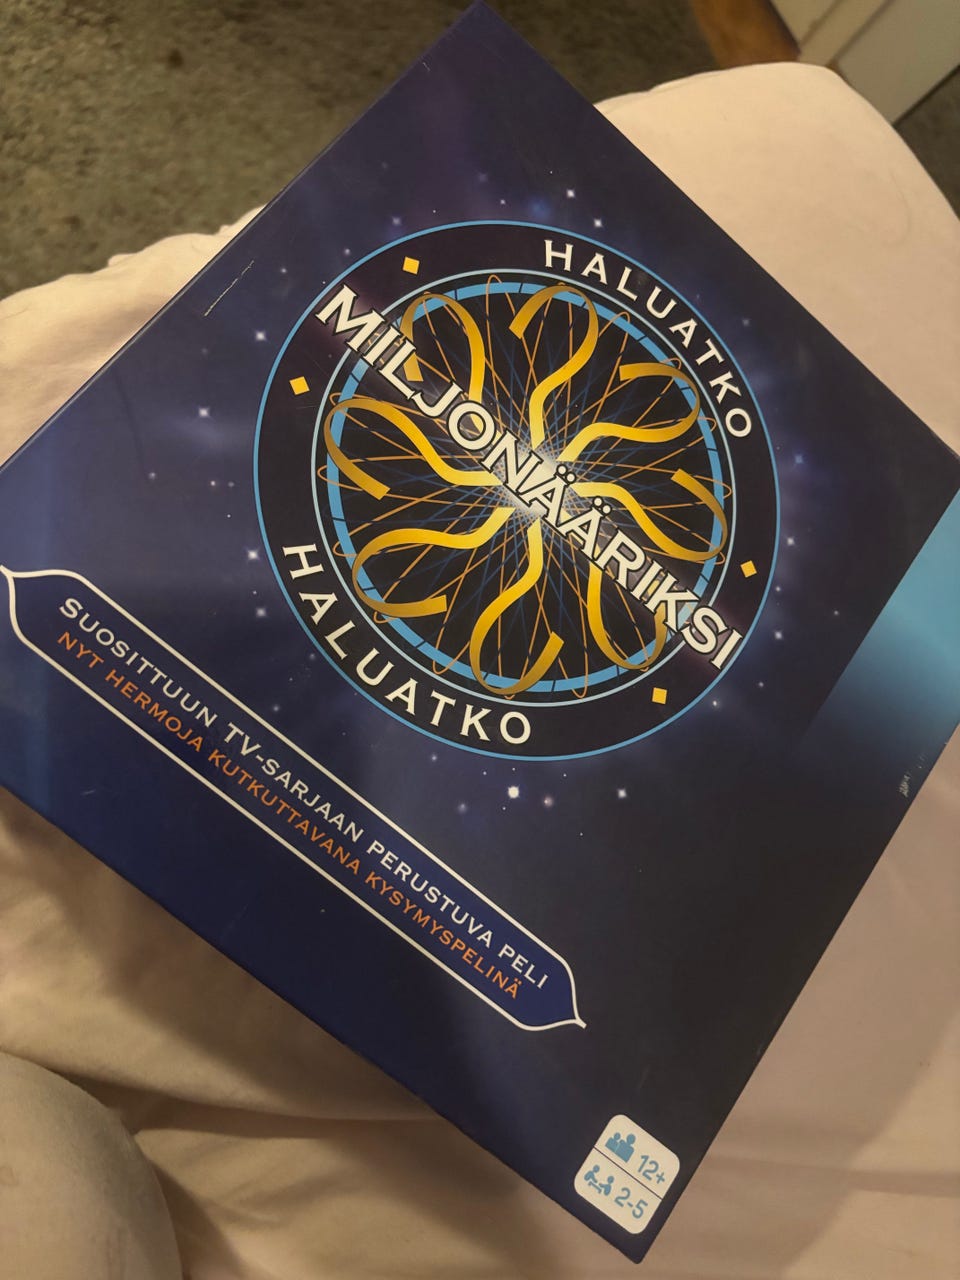 HALUATKO
MILJONÄÄRIKSI
HALUATKO
SUOSITTUUN TV-SARJAAN PERUSTUVA PELI
NYT HERMOJA KUTKUTTAVANA KYSYMYSPELINÄ
12+
2-5